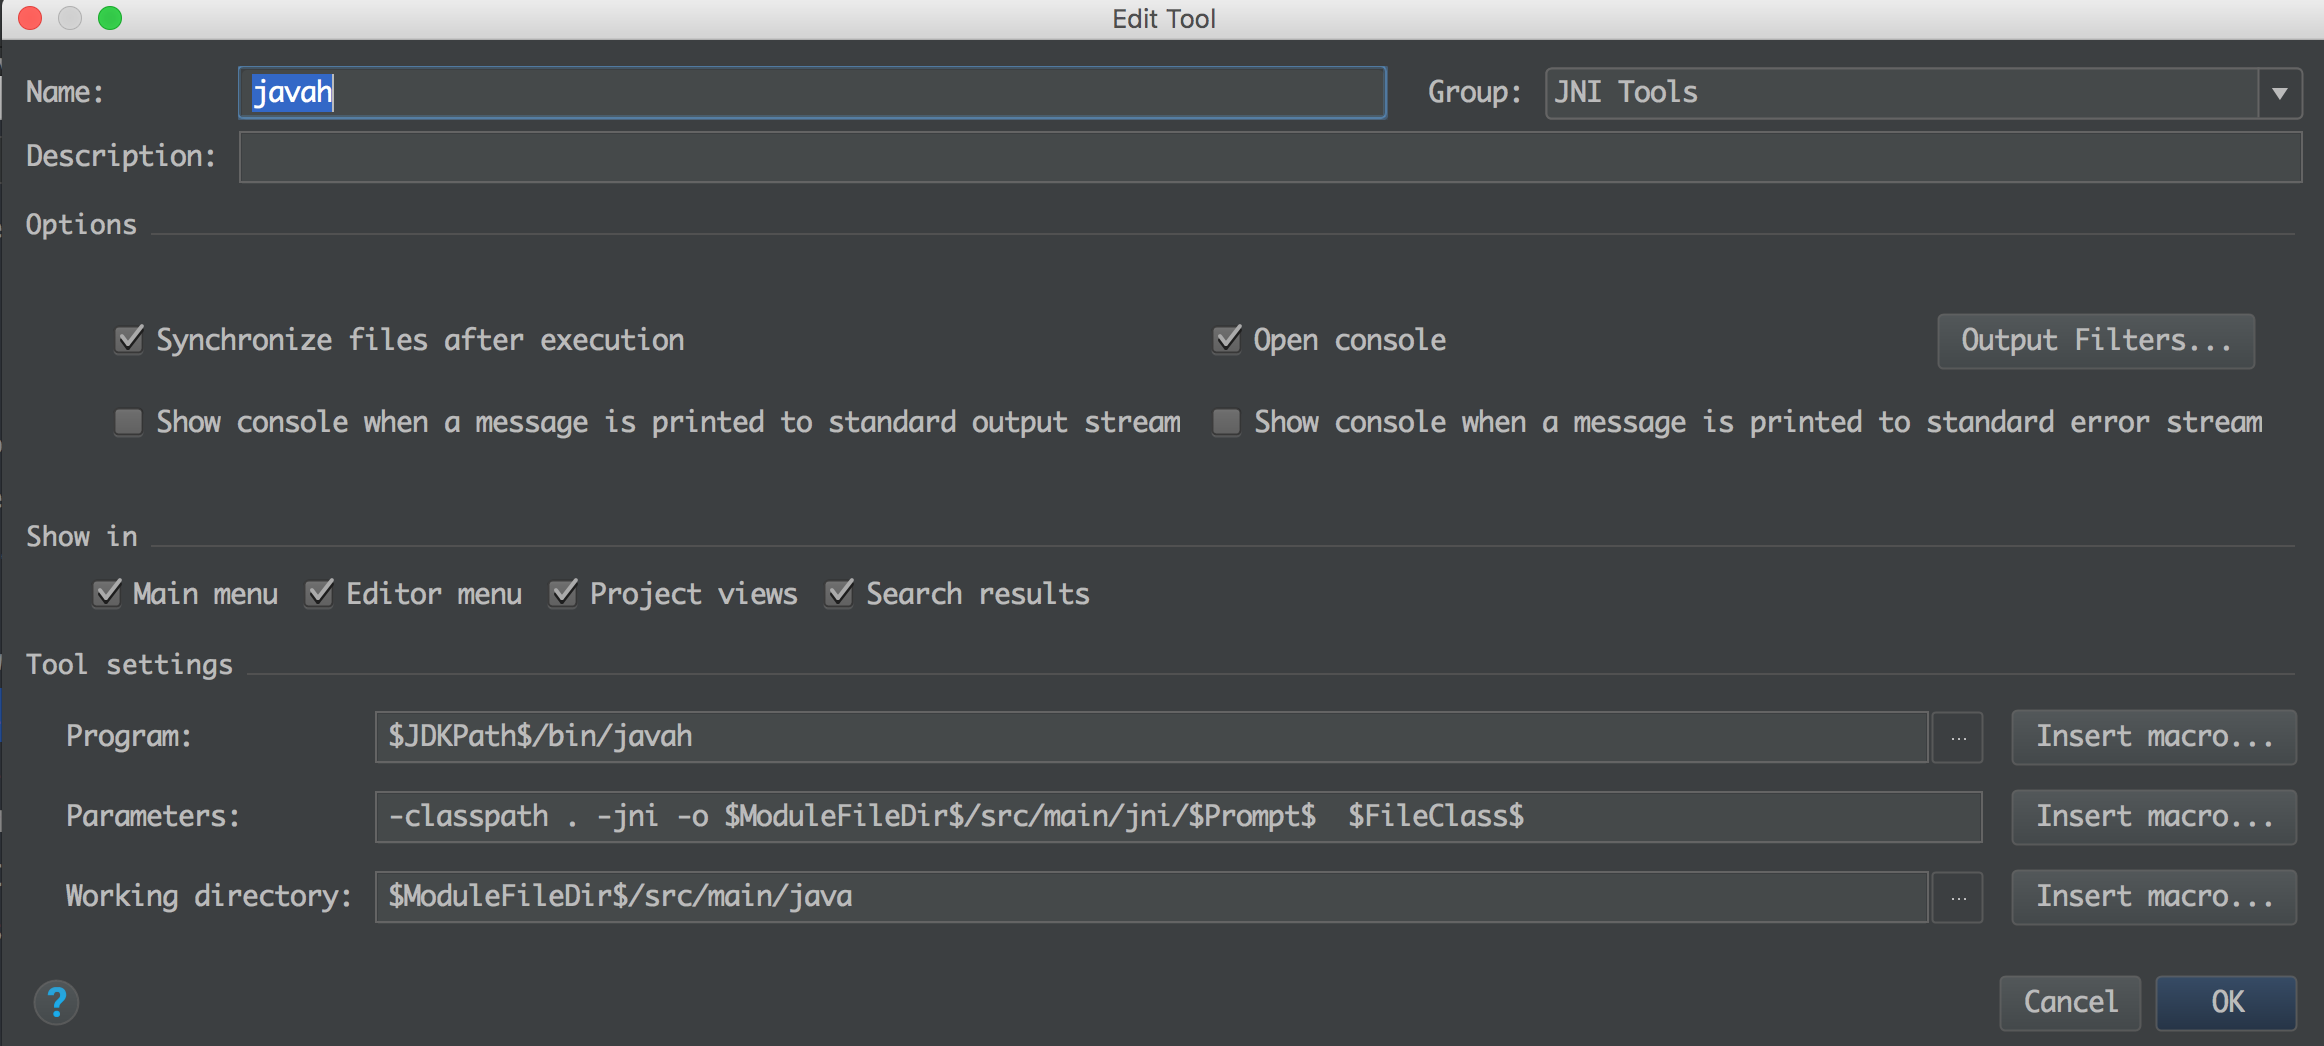 Edit Tool
Name: javah Group: JNI Tools
Description:
Options
Synchronize files after execution Open console Output Filters...
Show console when a message is printed to standard output stream Show console when a message is printed to standard error stream
Show in
Main menu Editor menu Project views Search results
Tool settings
Program: $JDKPath$/bin/javah ... Insert macro...
Parameters: -classpath . -jni -o $ModuleFileDir$/src/main/jni/$Prompt$  $FileClass$ Insert macro...
Working directory: $ModuleFileDir$/src/main/java ... Insert macro...
? Cancel OK